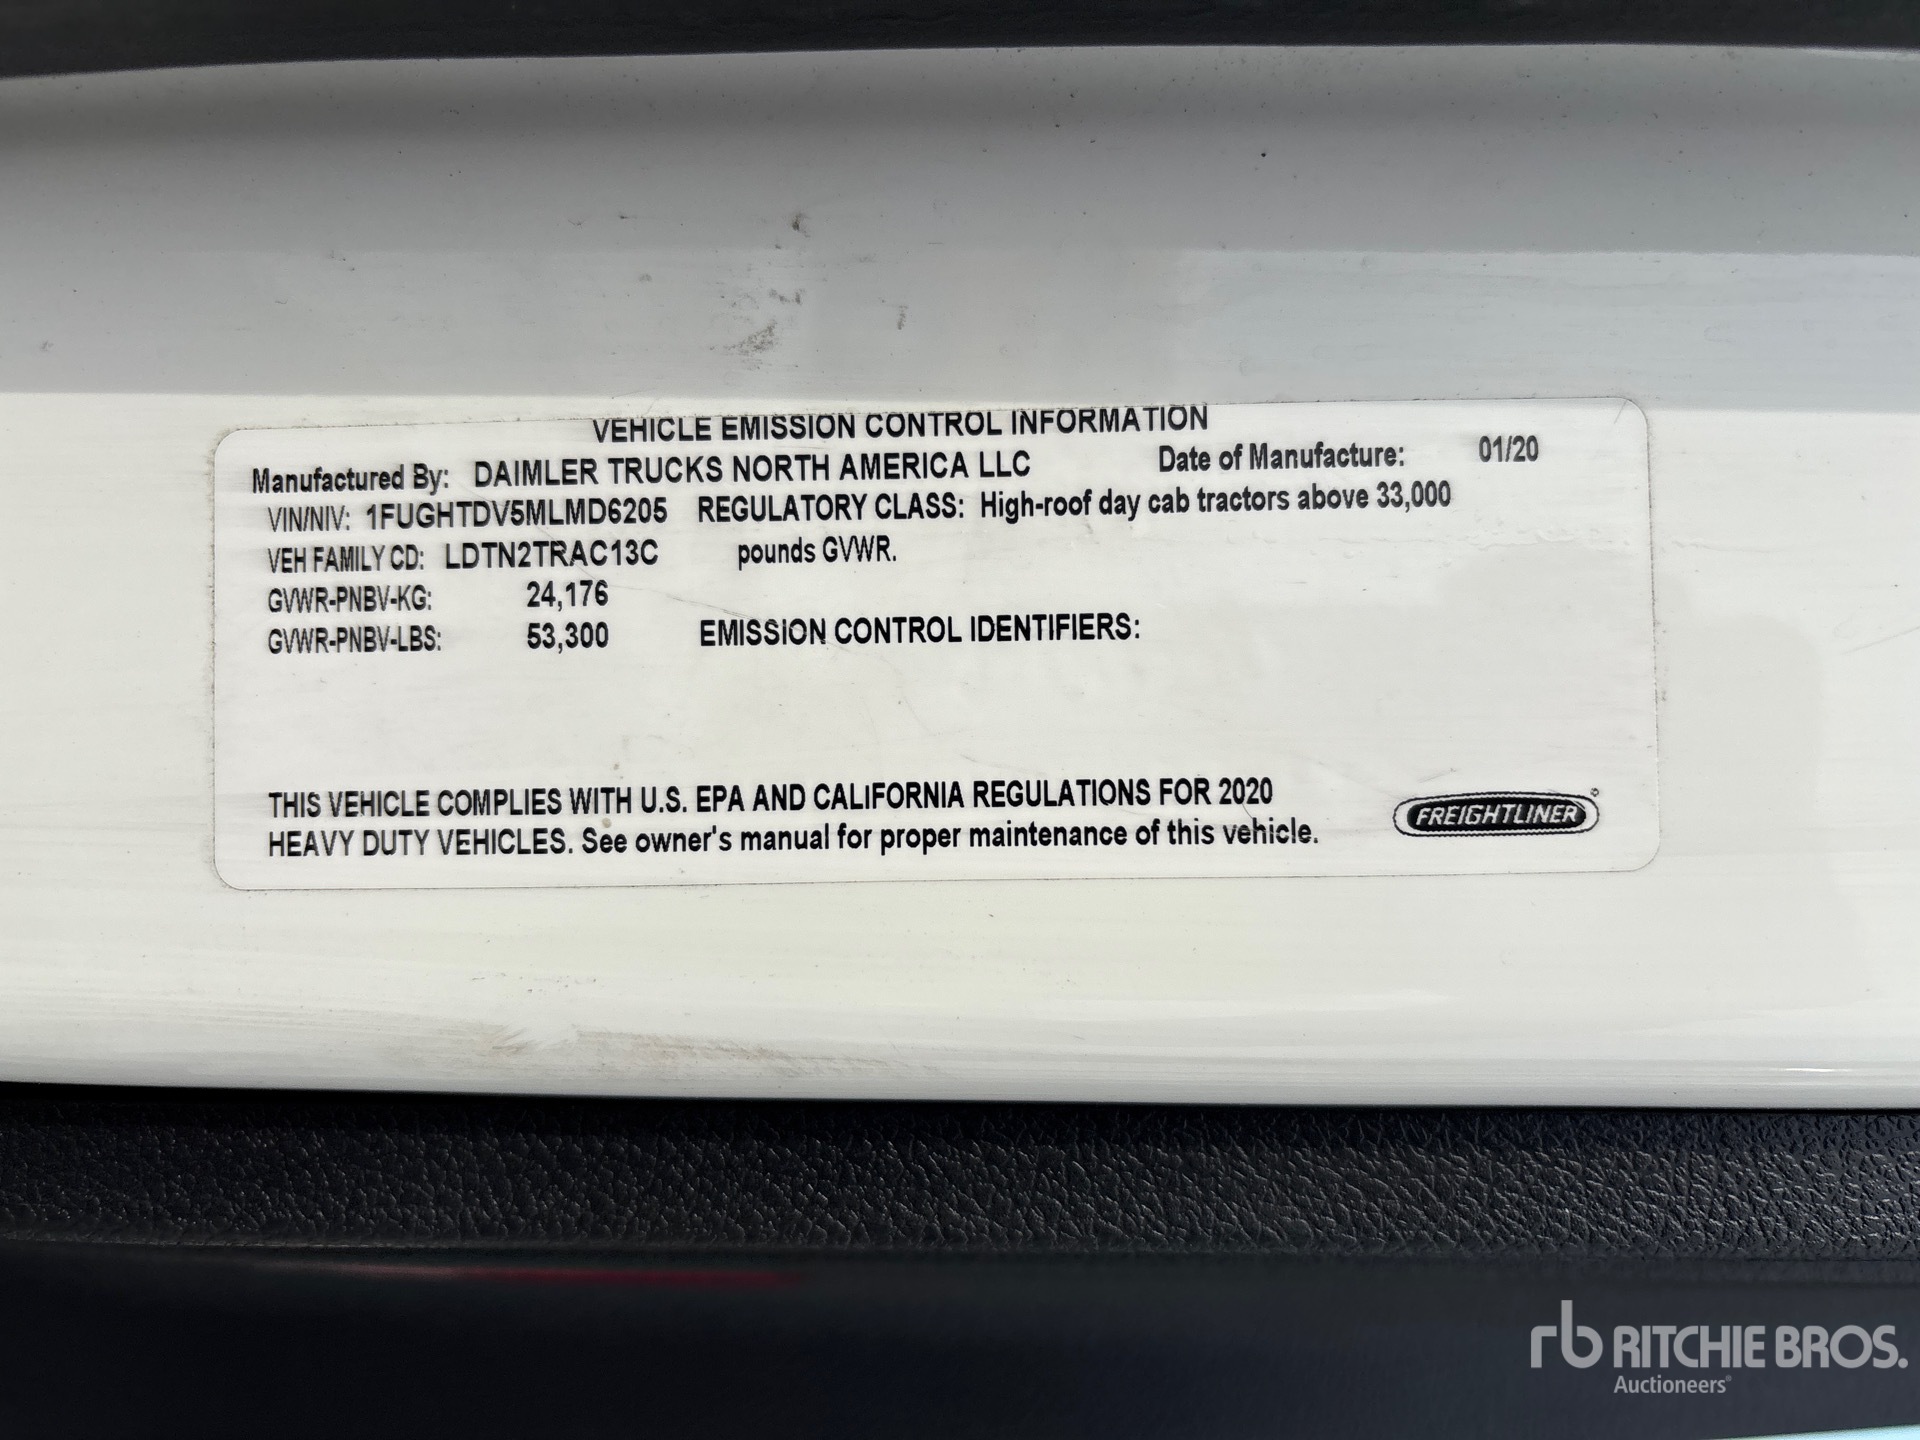 VEHICLE EMISSION CONTROL INFORMATION
Manufactured By: DAIMLER TRUCKS NORTH AMERICA LLC Date of Manufacture: 01/20
VIN/NIV: 1FUGHTDV5MLMD6205 REGULATORY CLASS: High-roof day cab tractors above 33,000
VEH FAMILY CD: LDTN2TRAC13C pounds GVWR.
GVWR-PNBV-KG: 24,176
GVWR-PNBV-LBS: 53,300 EMISSION CONTROL IDENTIFIERS:
THIS VEHICLE COMPLIES WITH U.S. EPA AND CALIFORNIA REGULATIONS FOR 2020
HEAVY DUTY VEHICLES. See owner's manual for proper maintenance of this vehicle.
FREIGHTLINER®
rb RITCHIE BROS.
Auctioneers®